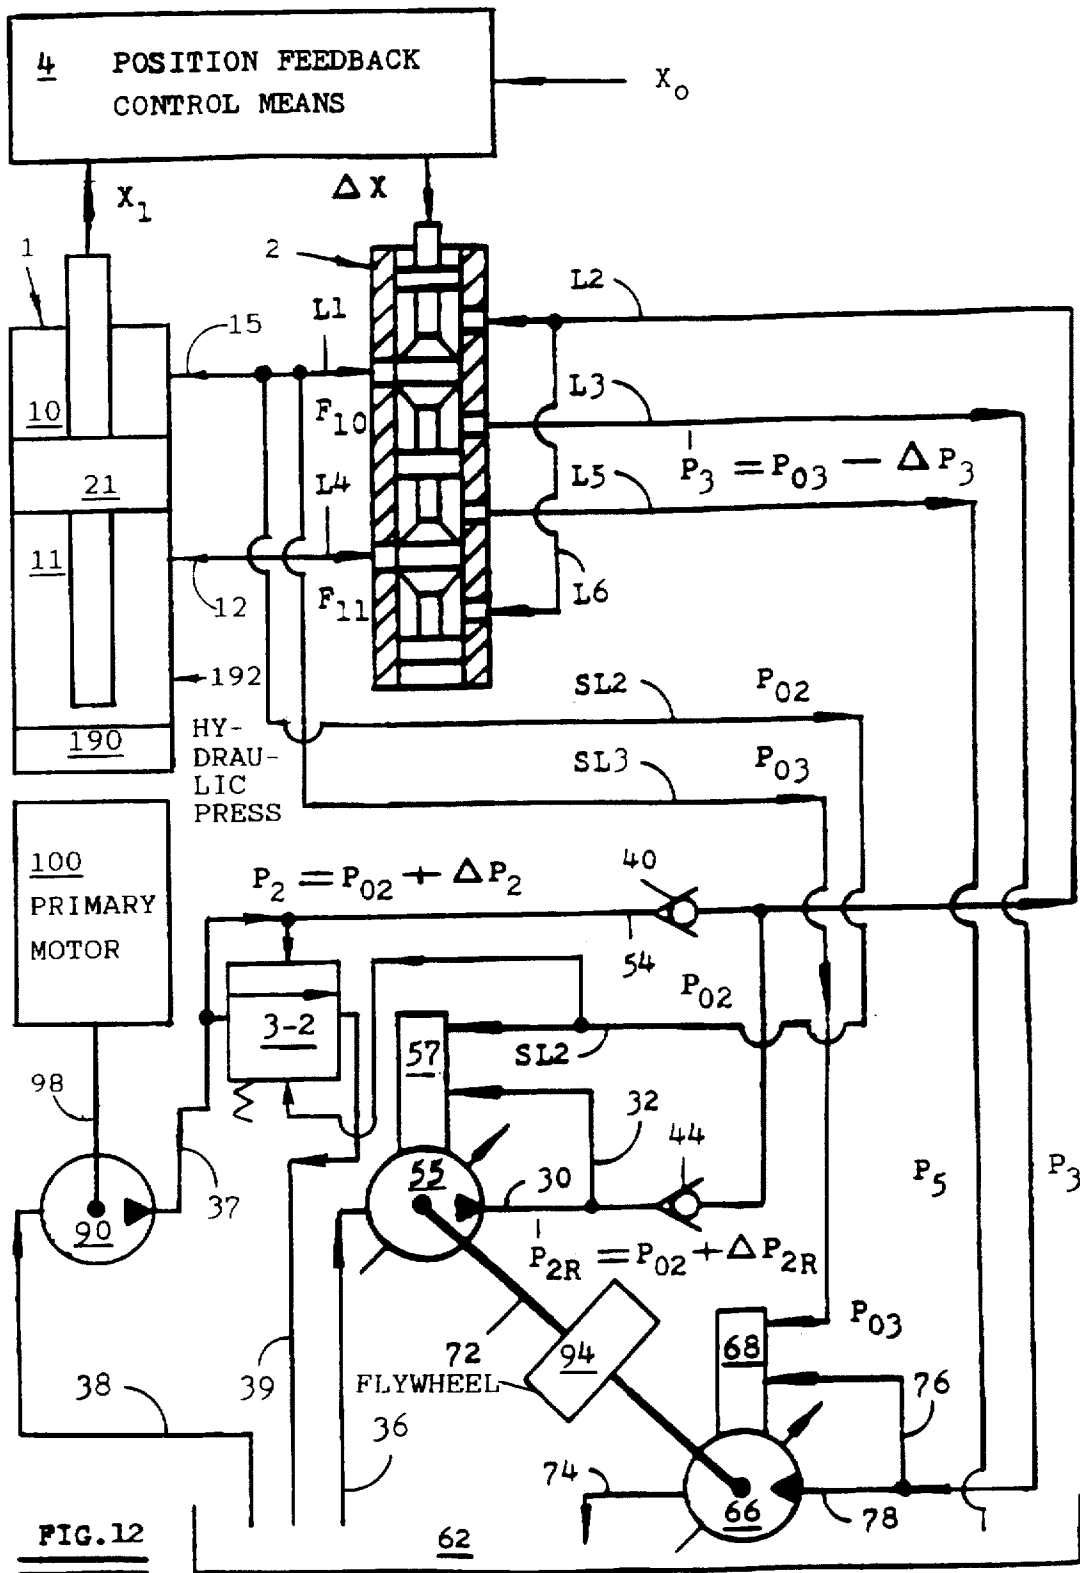 4 POSITION FEEDBACK
CONTROL MEANS
X₀
X₁
ΔX
1
2
L2
15
L1
L3
10
F₁₀
P₃ = P₀₃ — ΔP₃
21
L4
L5
11
12
F₁₁
L6
192
SL2
P₀₂
190
HY-
DRAU-
LIC
PRESS
SL3
P₀₃
100
PRIMARY
MOTOR
P₂ = P₀₂ + ΔP₂
40
54
P₀₂
3-2
57
SL2
98
32
44
55
30
P₅
P₃
37
90
P₂R = P₀₂ + ΔP₂R
P₀₃
72
94
68
FLYWHEEL
38
39
36
76
74
66
78
62
FIG.12